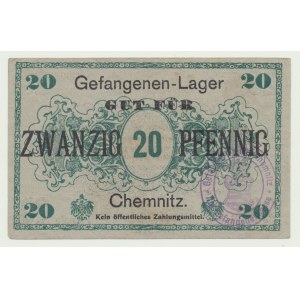 20 Gefangenen-Lager 20
GUT FÜR
ZWANZIG 20 PFENNIG
20 Chemnitz. 20
Kein öffentliches Zahlungsmittel.